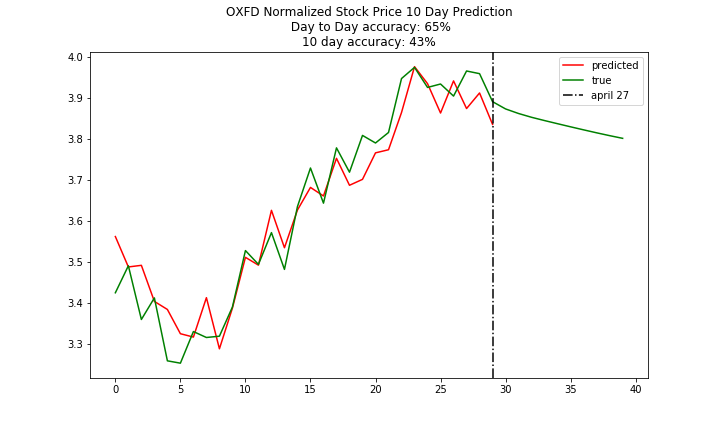 OXFD Normalized Stock Price 10 Day Prediction
Day to Day accuracy: 65%
10 day accuracy: 43%
4.0
3.9
3.8
3.7
3.6
3.5
3.4
3.3
predicted
true
april 27
0 5 10 15 20 25 30 35 40